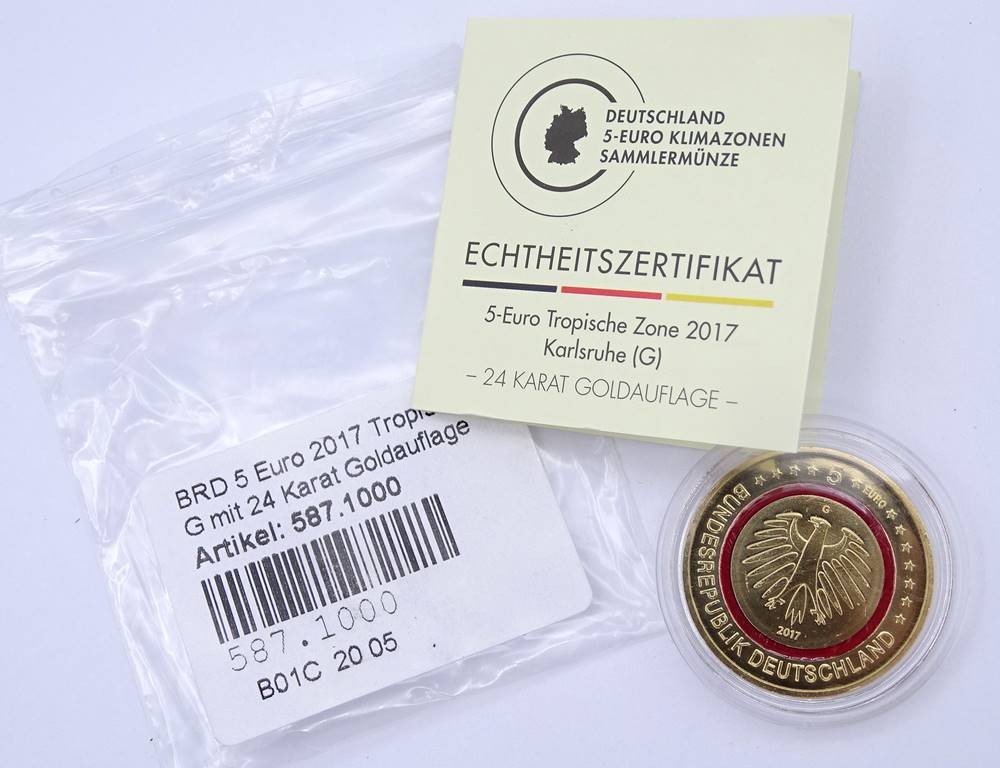 DEUTSCHLAND
5-EURO KLIMAZONEN
SAMMLERMÜNZE
ECHTHEITSZERTIFIKAT
5-Euro Tropische Zone 2017
Karlsruhe (G)
– 24 KARAT GOLDAUFLAGE –
BRD 5 Euro 2017
G mit 24 Karat Goldauflage
Artikel: 587.1000
587.1000
B01C 20 05
5 EURO
G
2017
BUNDESREPUBLIK DEUTSCHLAND